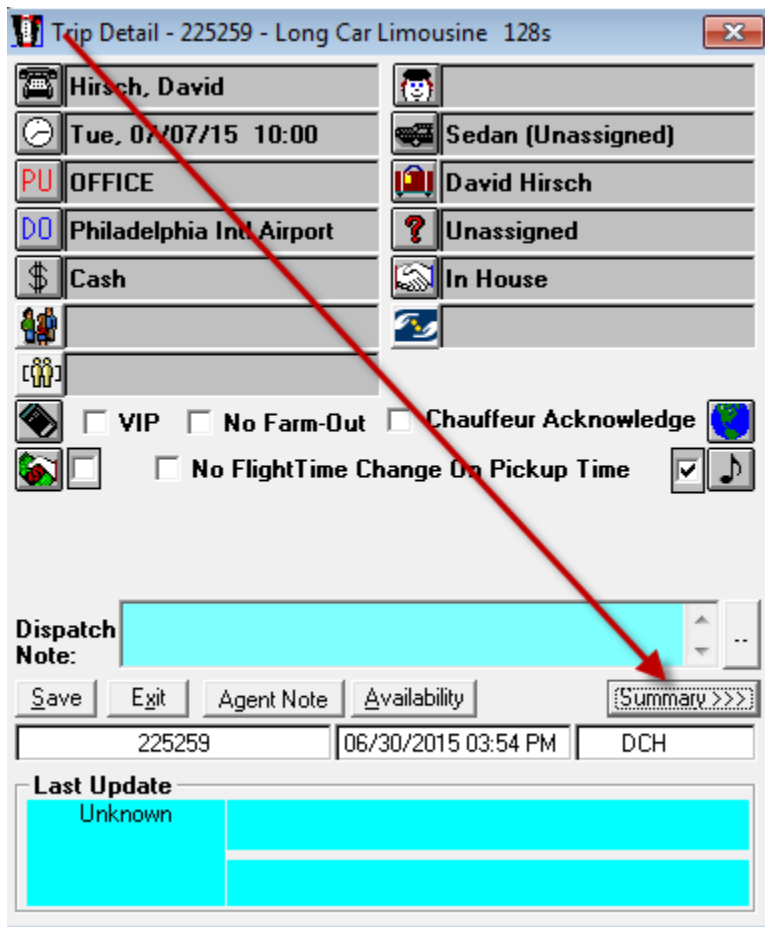 Trip Detail - 225259 - Long Car Limousine 128s
Hirsch, David
Tue, 07/07/15 10:00 Sedan (Unassigned)
PU OFFICE David Hirsch
DO Philadelphia Intl Airport ? Unassigned
$ Cash In House
VIP No Farm-Out Chauffeur Acknowledge
No FlightTime Change On Pickup Time
Dispatch
Note: ..
Save Exit Agent Note Availability Summary >>>
225259 06/30/2015 03:54 PM DCH
Last Update
Unknown